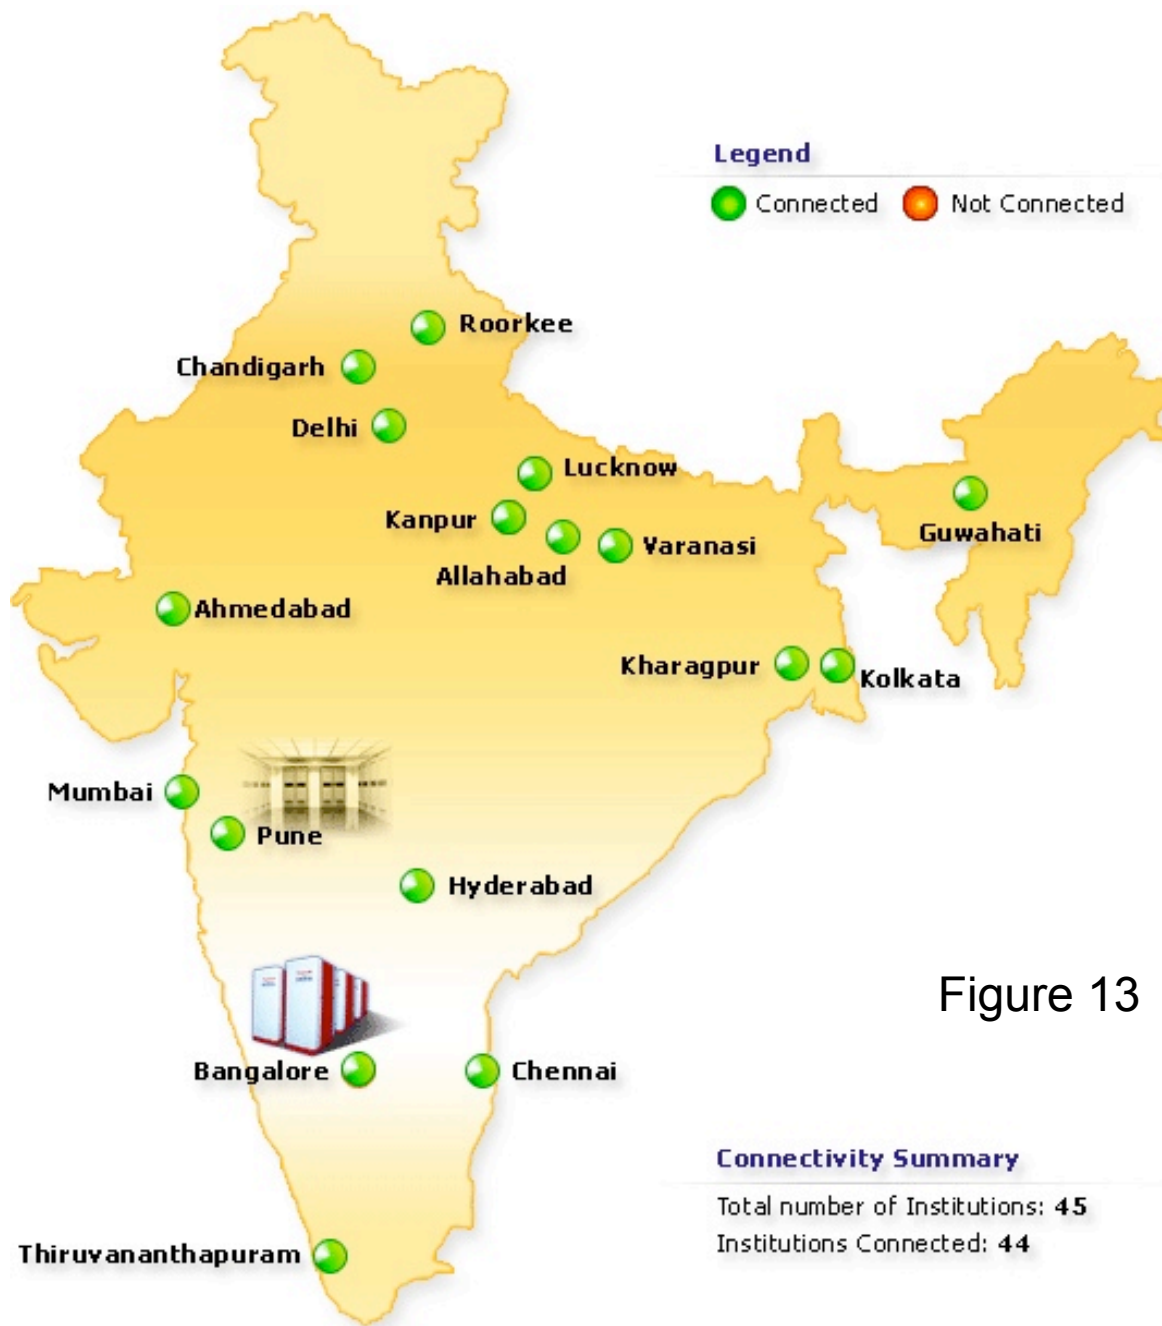 Legend
Connected Not Connected
Roorkee
Chandigarh
Delhi
Lucknow
Kanpur
Guwahati
Varanasi
Allahabad
Ahmedabad
Kharagpur
Kolkata
Mumbai
Pune
Hyderabad
Figure 13
Bangalore
Chennai
Connectivity Summary
Total number of Institutions: 45
Institutions Connected: 44
Thiruvananthapuram